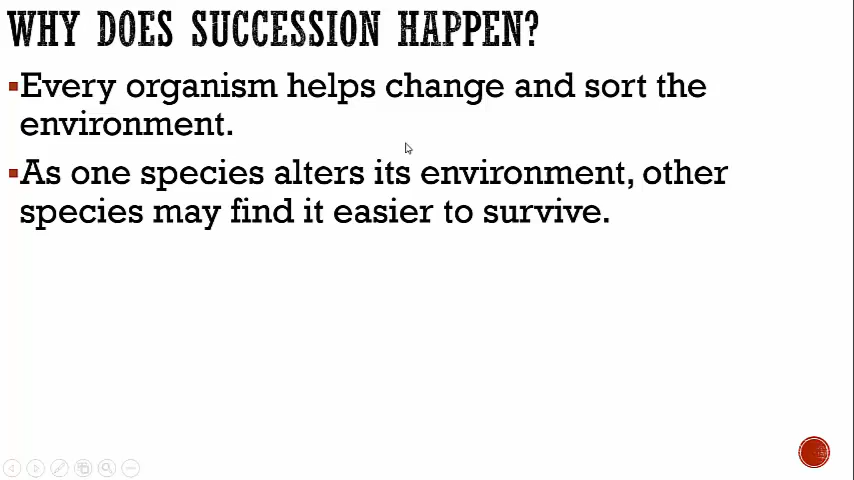 WHY DOES SUCCESSION HAPPEN?
▪Every organism helps change and sort the
environment.
▪As one species alters its environment, other
species may find it easier to survive.